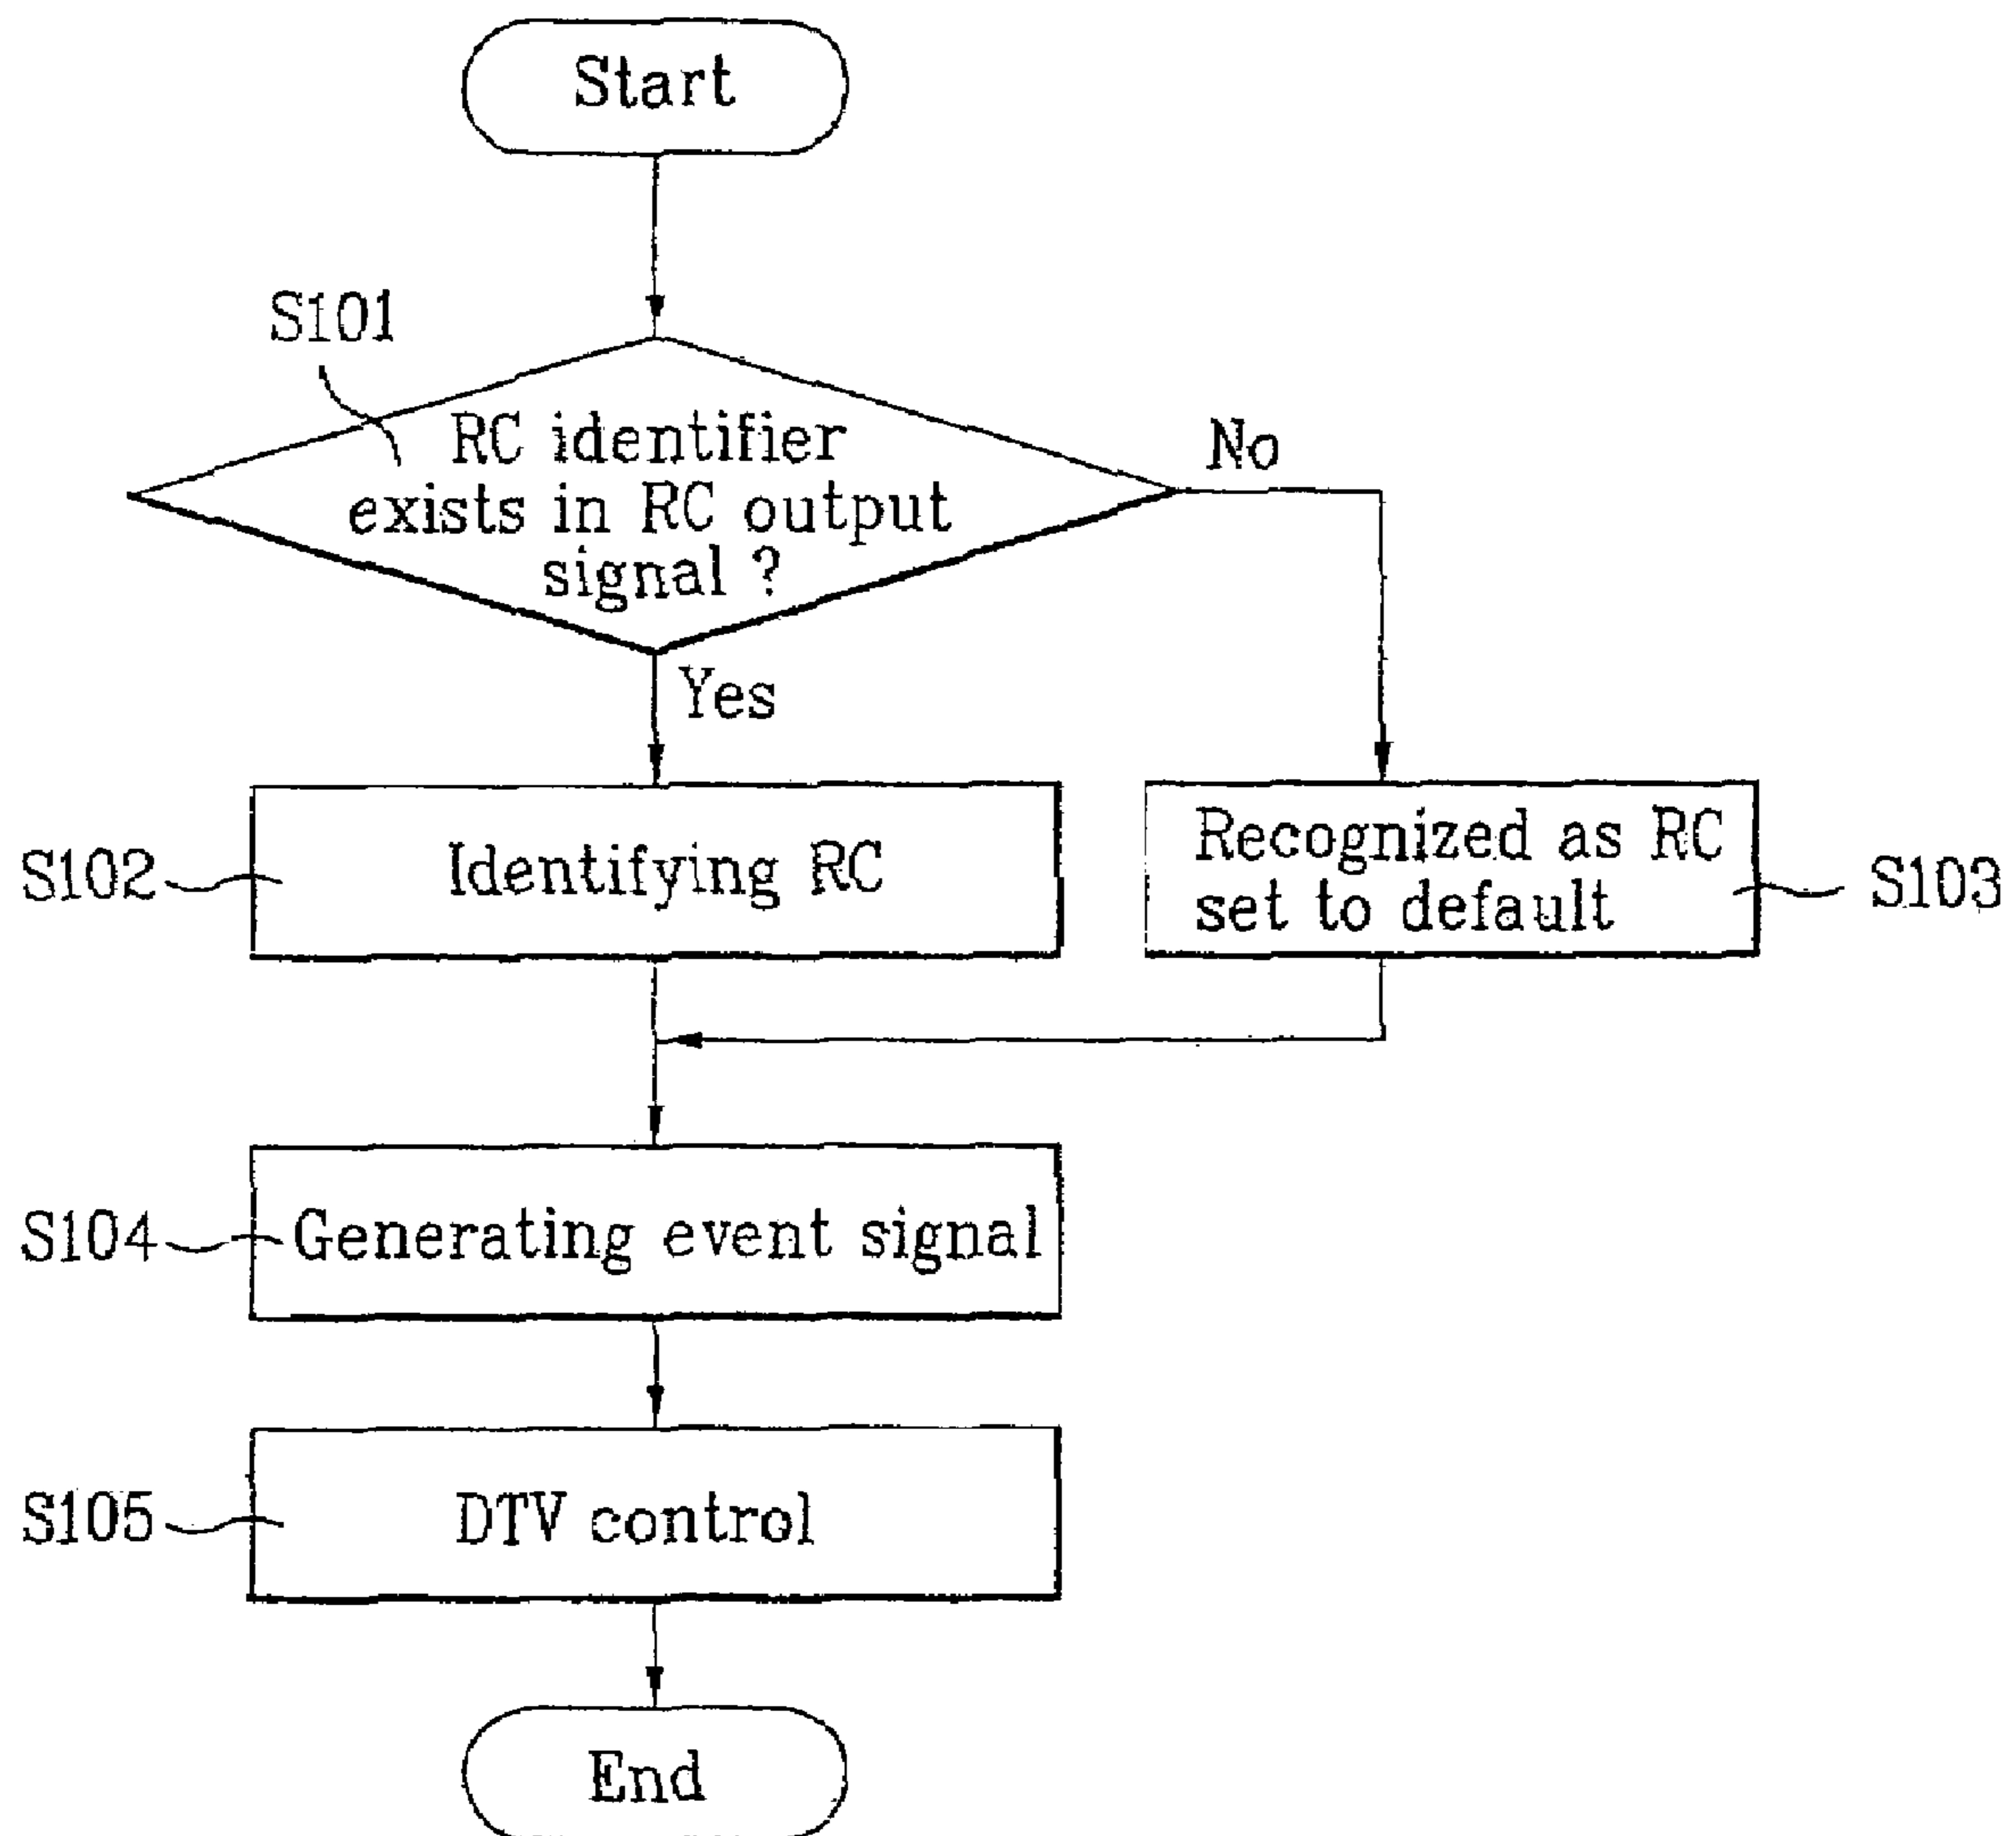 Start
S101
RC identifier
exists in RC output
signal ?
No
Yes
S102
Identifying RC
Recognized as RC
set to default
S103
S104
Generating event signal
S105
DTV control
End